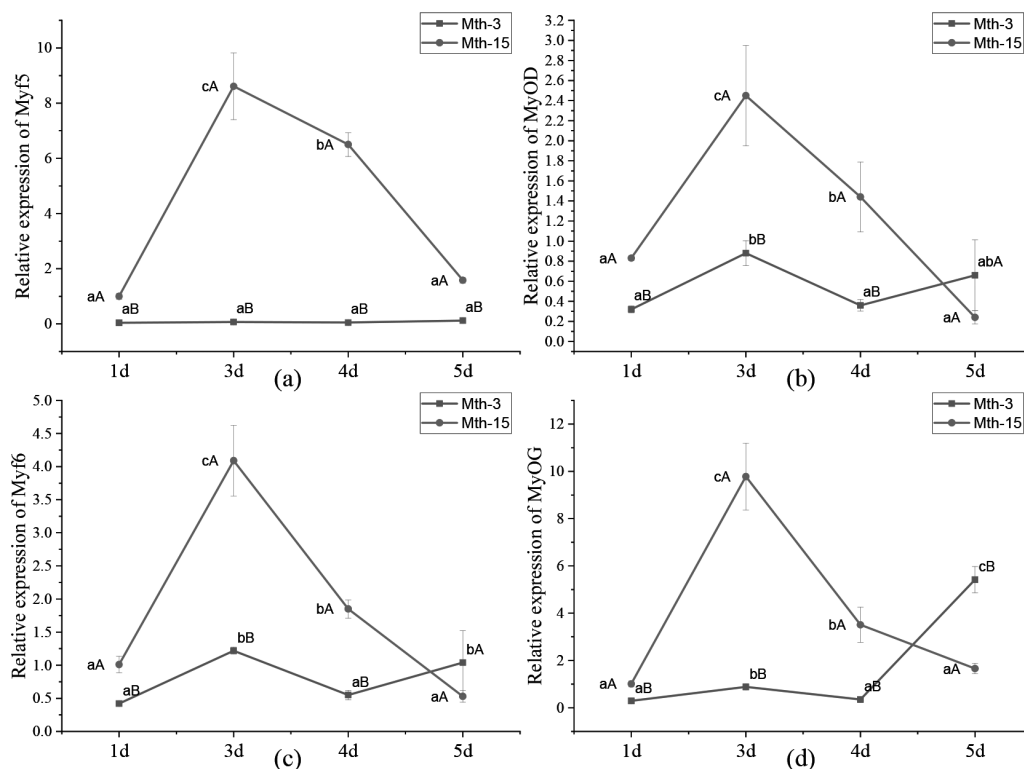 Mth-3
Mth-15
Relative expression of Myf5
10
8
6
4
2
0
cA
bA
aA
aA
aB
aB
aB
aB
1d
3d
4d
5d
(a)
Mth-3
Mth-15
Relative expression of MyOD
3.2
3.0
2.8
2.6
2.4
2.2
2.0
1.8
1.6
1.4
1.2
1.0
0.8
0.6
0.4
0.2
0.0
cA
bA
aA
bB
abA
aB
aB
aA
1d
3d
4d
5d
(b)
Mth-3
Mth-15
Relative expression of Myf6
5.0
4.5
4.0
3.5
3.0
2.5
2.0
1.5
1.0
0.5
0.0
cA
bA
aA
bB
bA
aB
aB
aA
1d
3d
4d
5d
(c)
Mth-3
Mth-15
Relative expression of MyOG
12
10
8
6
4
2
0
cA
cB
bA
aA
aB
bB
aB
aA
1d
3d
4d
5d
(d)